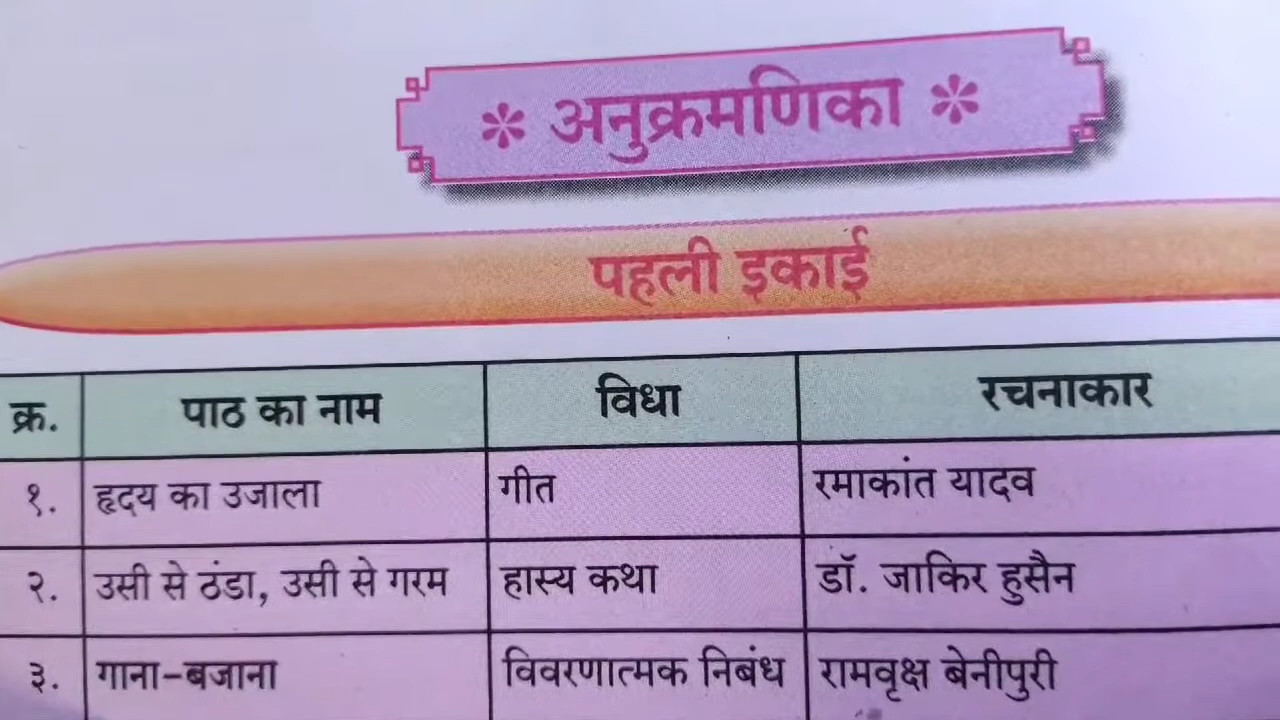 * अनुक्रमणिका *
पहली इकाई
क्र. पाठ का नाम विधा रचनाकार
१. हृदय का उजाला गीत रमाकांत यादव
२. उसी से ठंडा, उसी से गरम हास्य कथा डॉ. जाकिर हुसैन
३. गाना-बजाना विवरणात्मक निबंध रामवृक्ष बेनीपुरी